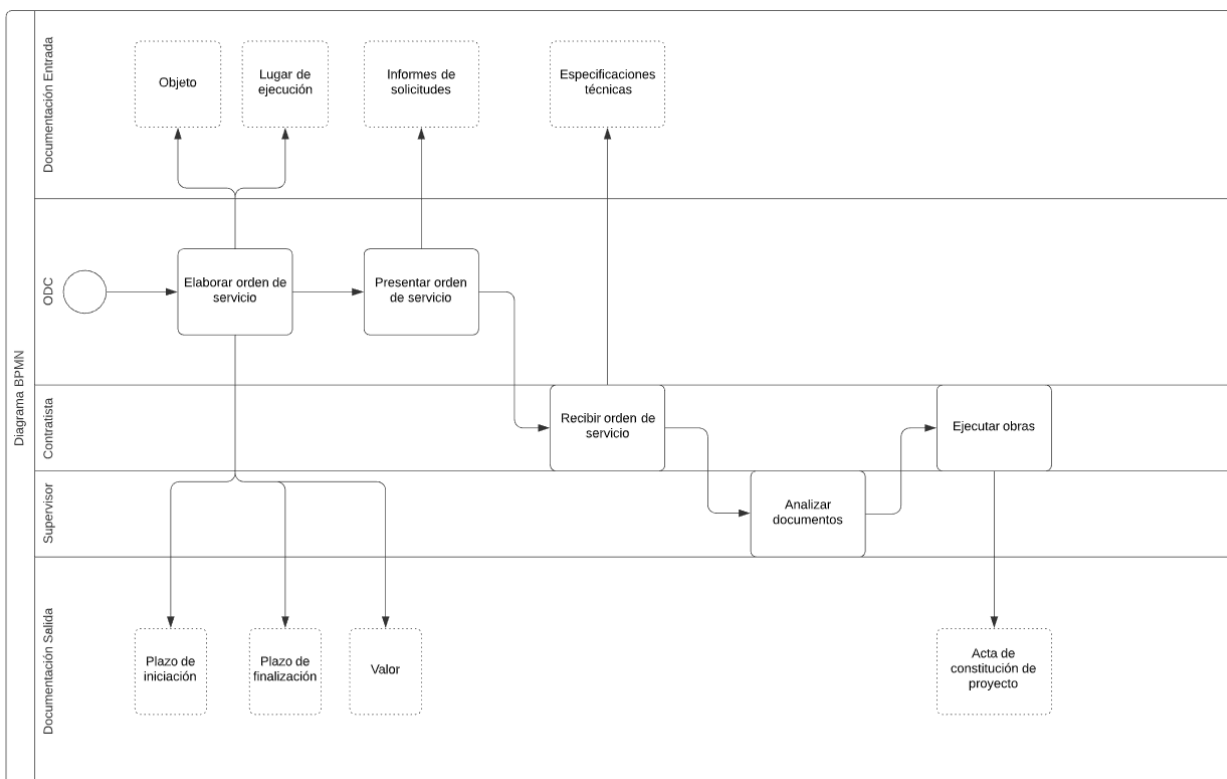 Diagrama BPMN
Documentación Entrada
Objeto
Lugar de
ejecución
Informes de
solicitudes
Especificaciones
técnicas
ODC
Elaborar orden de
servicio
Presentar orden
de servicio
Contratista
Recibir orden de
servicio
Ejecutar obras
Supervisor
Analizar
documentos
Documentación Salida
Plazo de
iniciación
Plazo de
finalización
Valor
Acta de
constitución de
proyecto